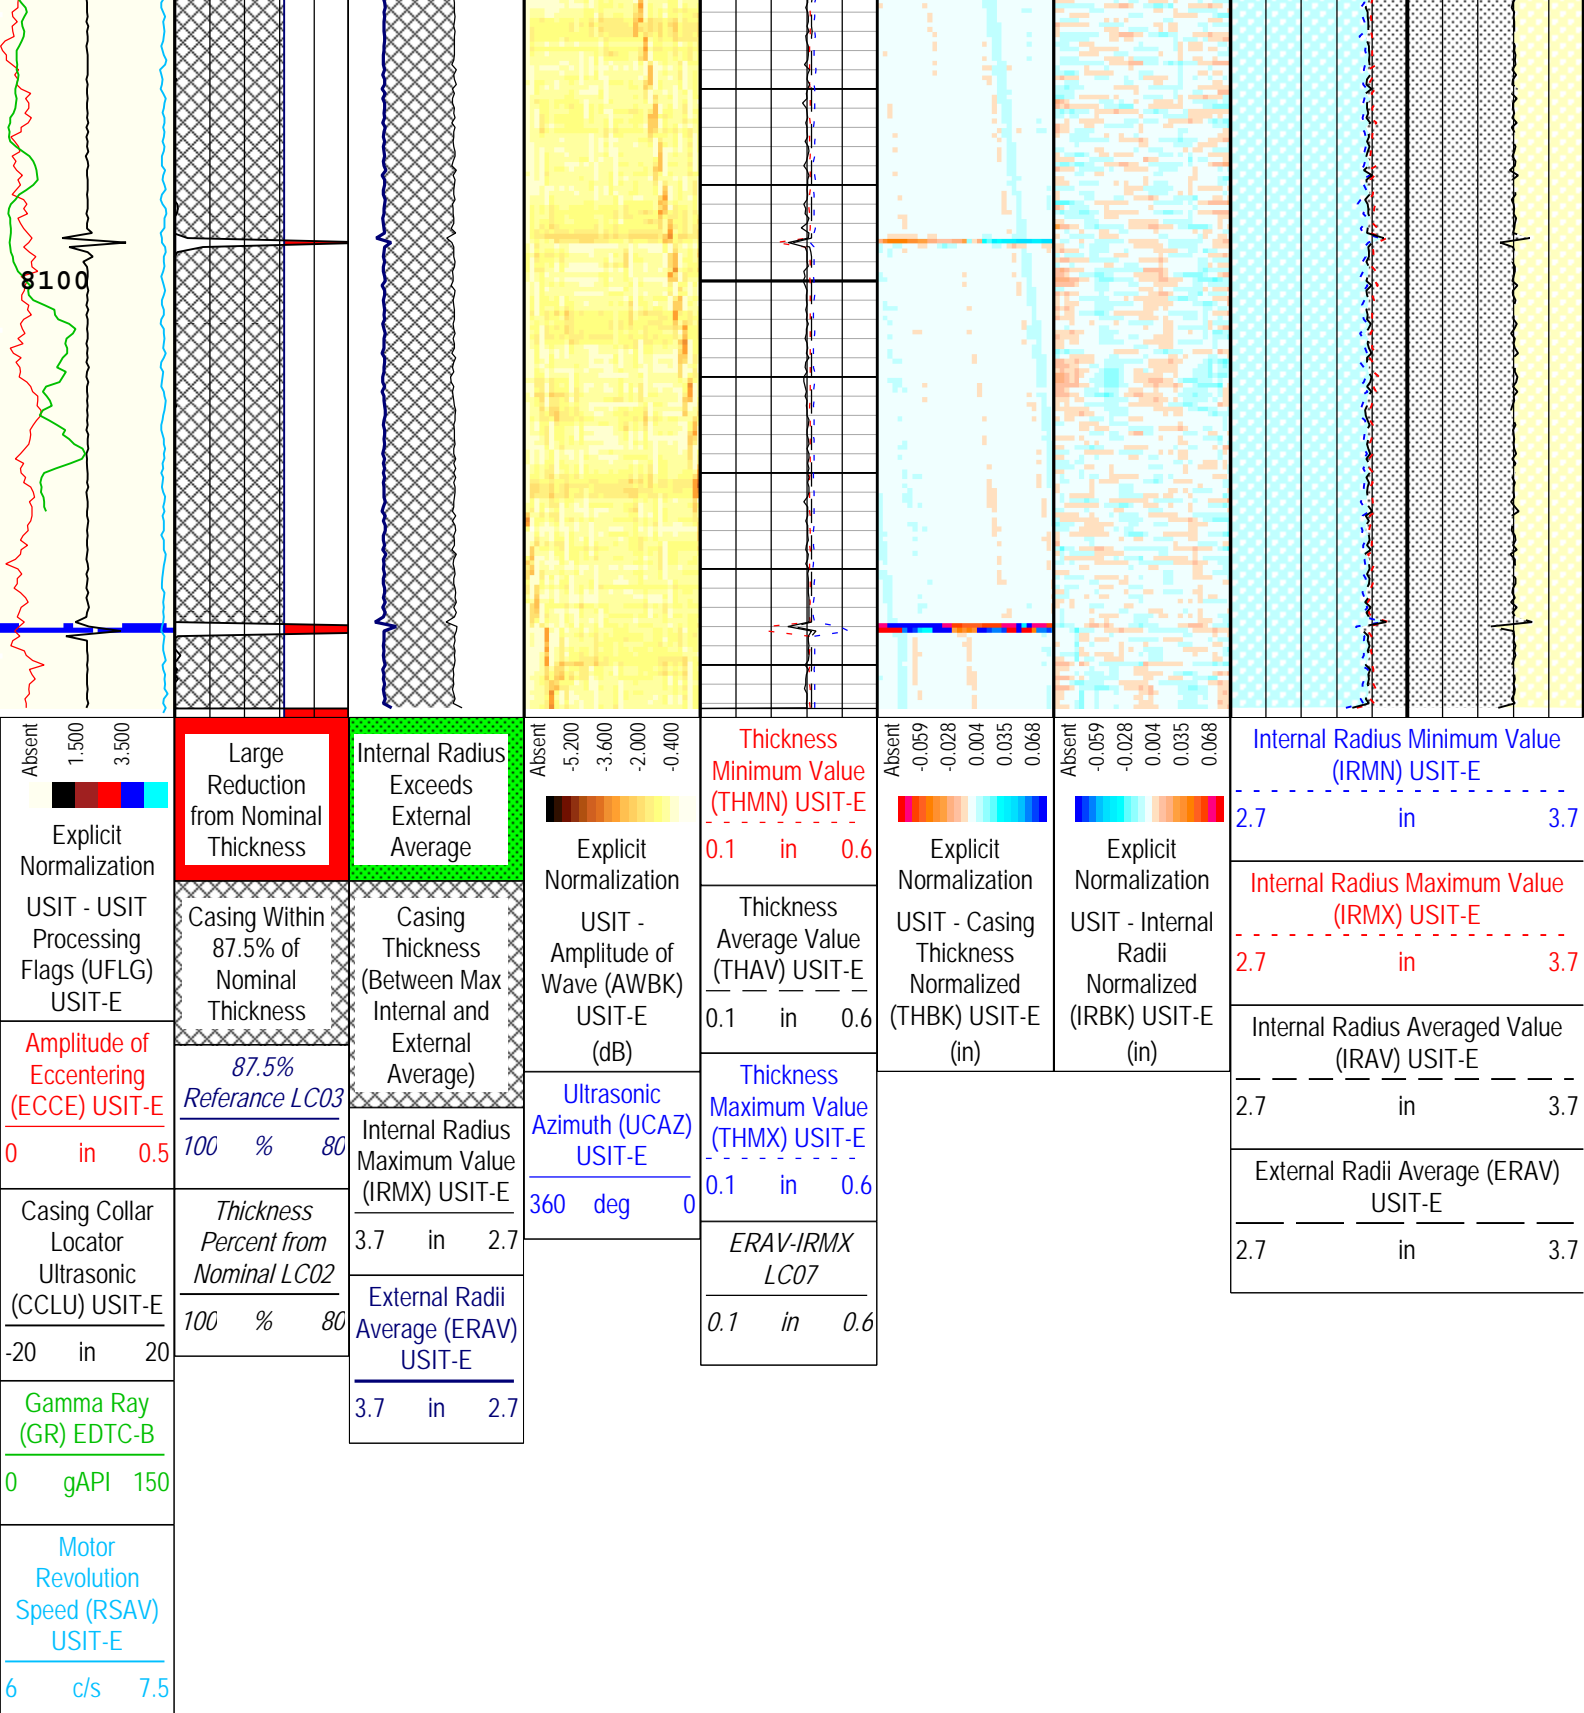 8100
Absent
1.500
3.500
Explicit
Normalization
USIT - USIT
Processing
Flags (UFLG)
USIT-E
Amplitude of
Eccentering
(ECCE) USIT-E
0 in 0.5
Casing Collar
Locator
Ultrasonic
(CCLU) USIT-E
-20 in 20
Gamma Ray
(GR) EDTC-B
0 gAPI 150
Motor
Revolution
Speed (RSAV)
USIT-E
6 c/s 7.5
Large
Reduction
from Nominal
Thickness
Casing Within
87.5% of
Nominal
Thickness
87.5%
Referance LC03
100 % 80
Thickness
Percent from
Nominal LC02
100 % 80
Internal Radius
Exceeds
External
Average
Casing
Thickness
(Between Max
Internal and
External
Average)
Internal Radius
Maximum Value
(IRMX) USIT-E
3.7 in 2.7
External Radii
Average (ERAV)
USIT-E
3.7 in 2.7
Absent
-5.200
-3.600
-2.000
-0.400
Explicit
Normalization
USIT -
Amplitude of
Wave (AWBK)
USIT-E
(dB)
Ultrasonic
Azimuth (UCAZ)
USIT-E
360 deg 0
Thickness
Minimum Value
(THMN) USIT-E
0.1 in 0.6
Thickness
Average Value
(THAV) USIT-E
0.1 in 0.6
Thickness
Maximum Value
(THMX) USIT-E
0.1 in 0.6
ERAV-IRMX
LC07
0.1 in 0.6
Absent
-0.059
-0.028
0.004
0.035
0.068
Explicit
Normalization
USIT - Casing
Thickness
Normalized
(THBK) USIT-E
(in)
Absent
-0.059
-0.028
0.004
0.035
0.068
Explicit
Normalization
USIT - Internal
Radii
Normalized
(IRBK) USIT-E
(in)
Internal Radius Minimum Value
(IRMN) USIT-E
2.7 in 3.7
Internal Radius Maximum Value
(IRMX) USIT-E
2.7 in 3.7
Internal Radius Averaged Value
(IRAV) USIT-E
2.7 in 3.7
External Radii Average (ERAV)
USIT-E
2.7 in 3.7